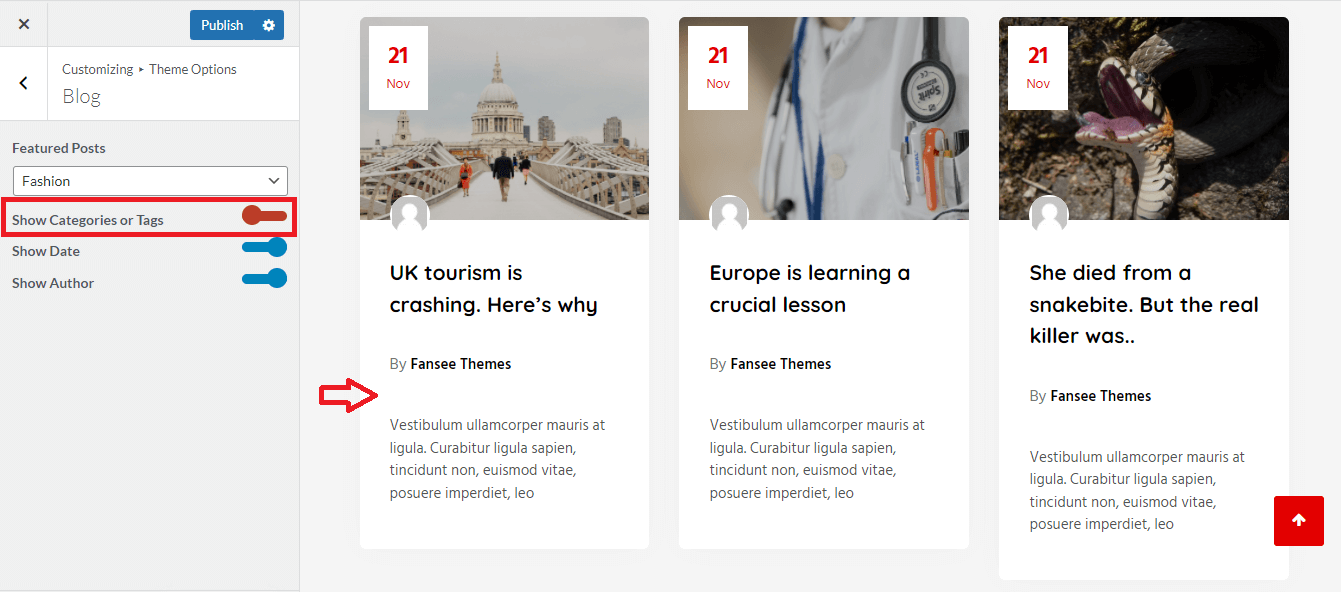 Publish
Customizing ▸ Theme Options
Blog
Featured Posts
Fashion
Show Categories or Tags
Show Date
Show Author
21
Nov
UK tourism is
crashing. Here’s why
By Fansee Themes
Vestibulum ullamcorper mauris at
ligula. Curabitur ligula sapien,
tincidunt non, euismod vitae,
posuere imperdiet, leo
21
Nov
Spirit
Europe is learning a
crucial lesson
By Fansee Themes
Vestibulum ullamcorper mauris at
ligula. Curabitur ligula sapien,
tincidunt non, euismod vitae,
posuere imperdiet, leo
21
Nov
She died from a
snakebite. But the real
killer was..
By Fansee Themes
Vestibulum ullamcorper mauris at
ligula. Curabitur ligula sapien,
tincidunt non, euismod vitae,
posuere imperdiet, leo